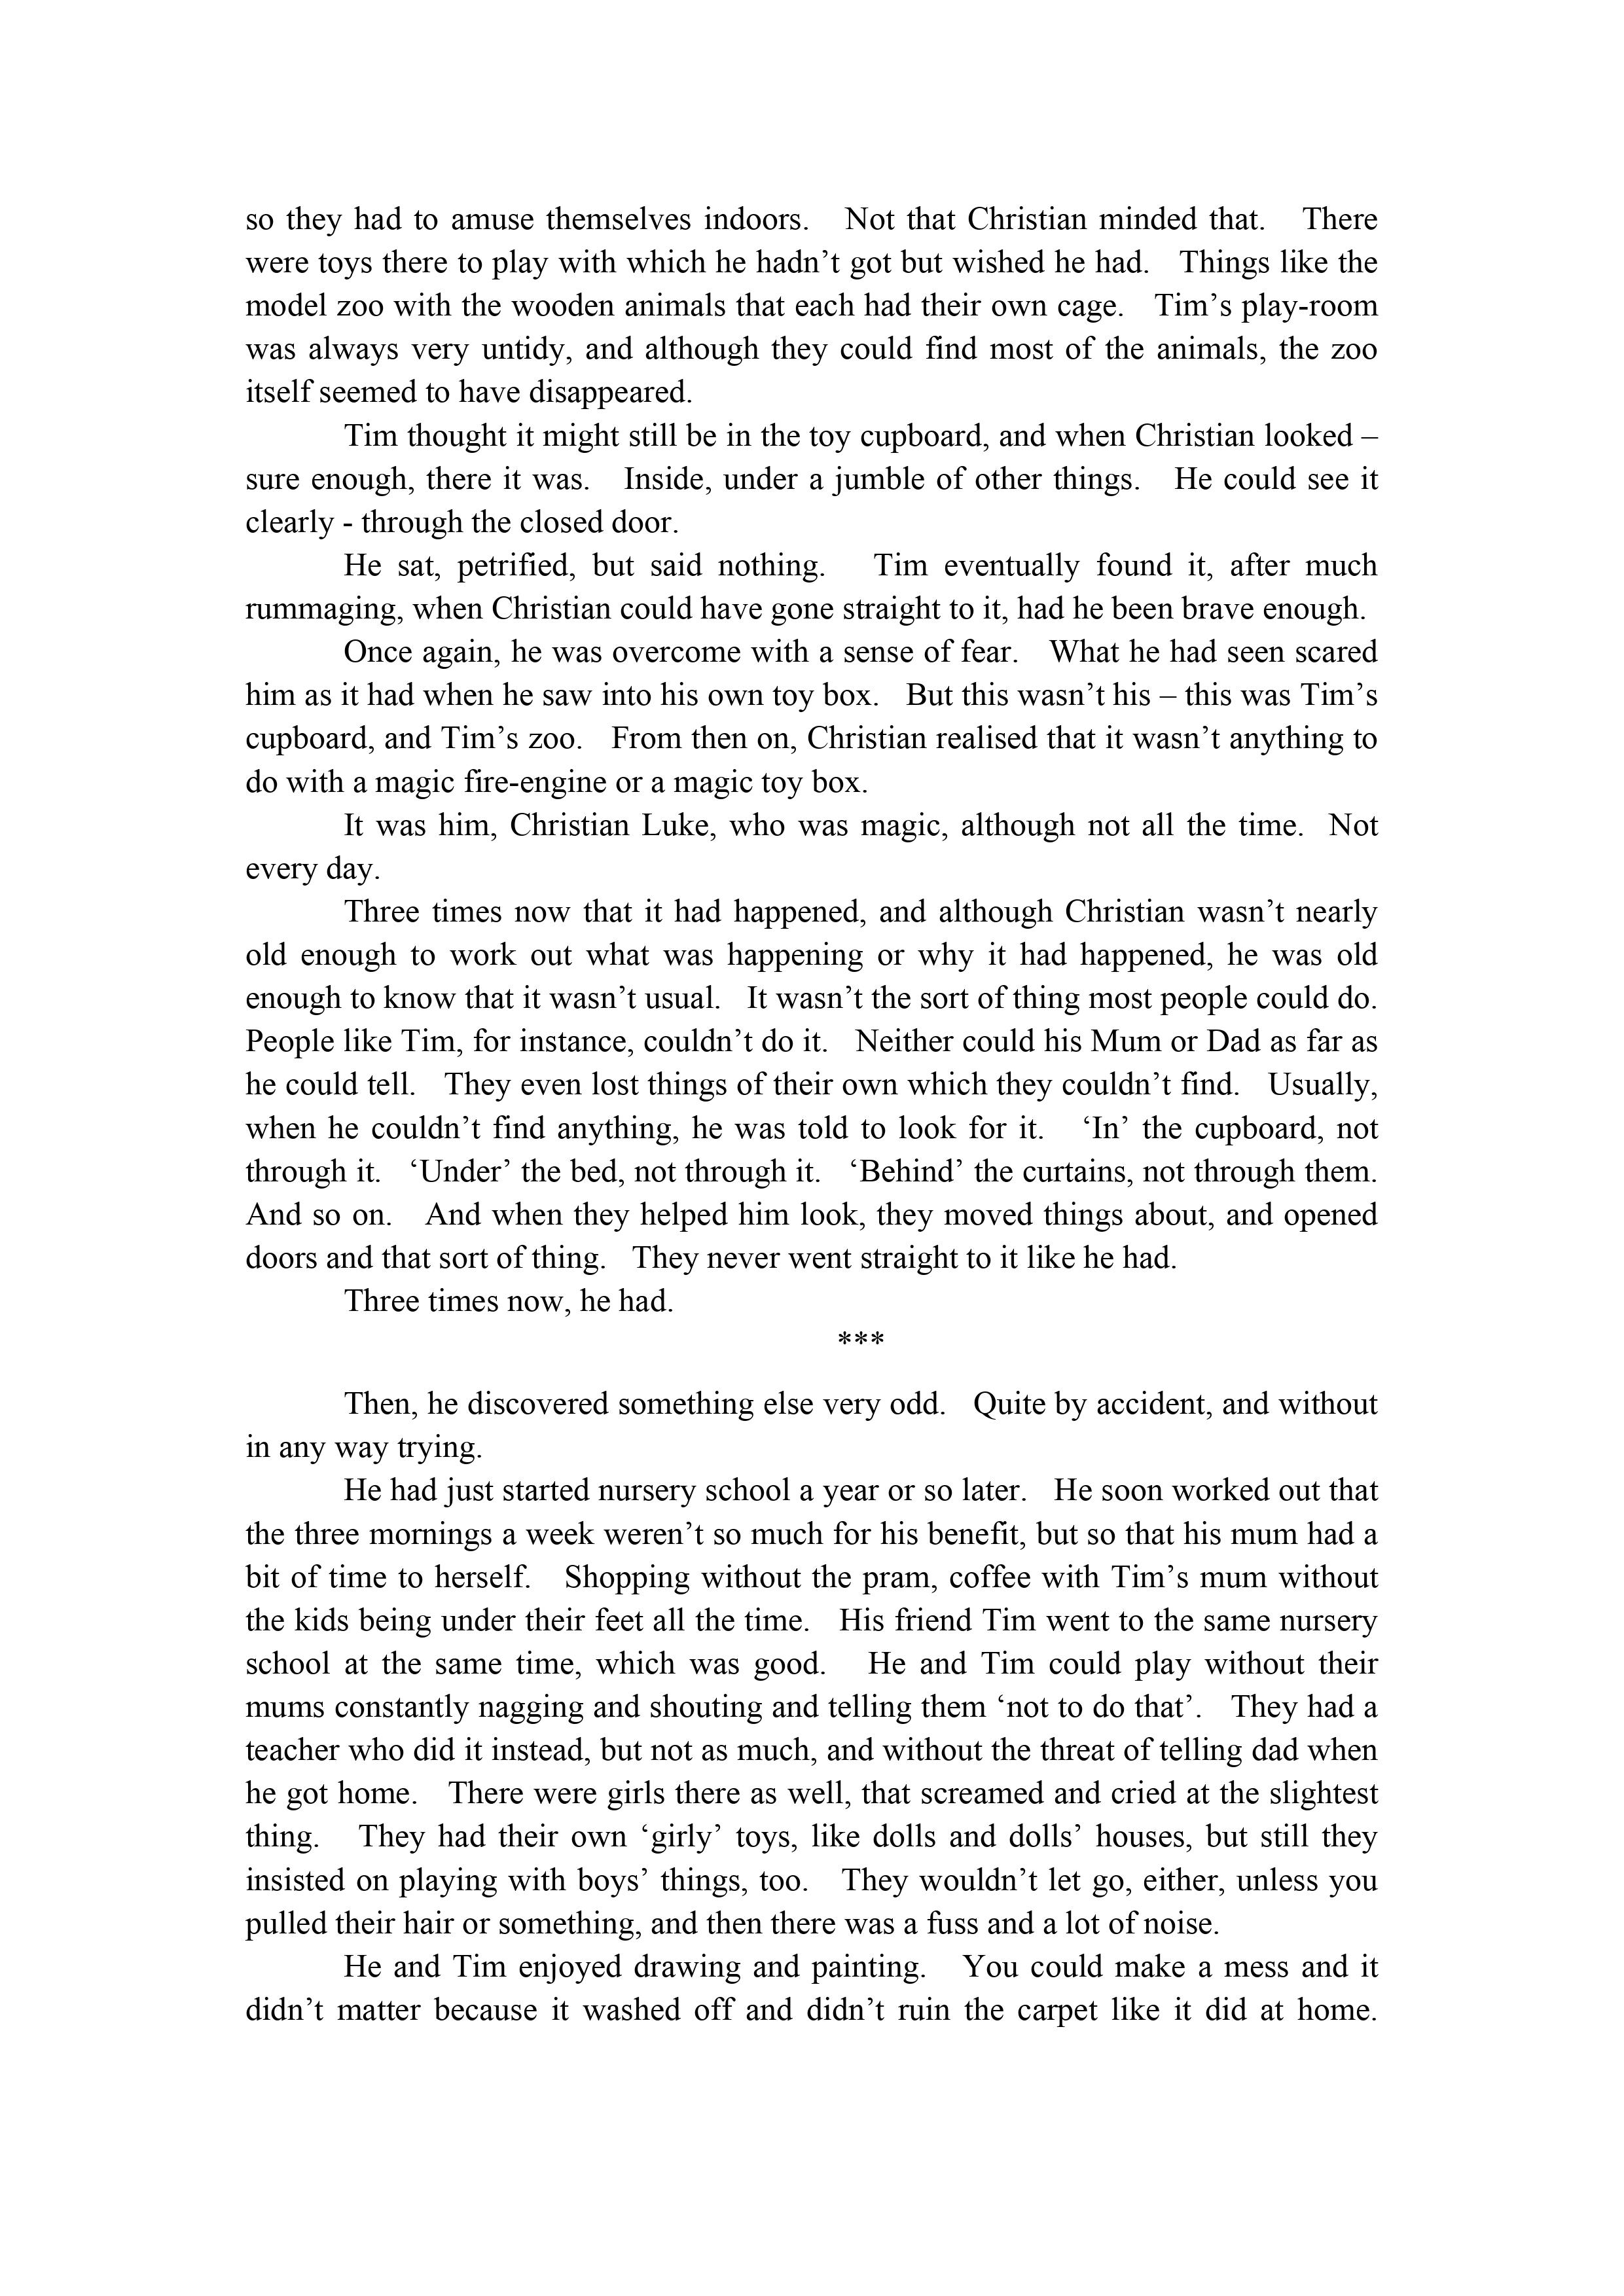 so they had to amuse themselves indoors. Not that Christian minded that. There
were toys there to play with which he hadn’t got but wished he had. Things like the
model zoo with the wooden animals that each had their own cage. Tim’s play-room
was always very untidy, and although they could find most of the animals, the zoo
itself seemed to have disappeared.
Tim thought it might still be in the toy cupboard, and when Christian looked –
sure enough, there it was. Inside, under a jumble of other things. He could see it
clearly - through the closed door.
He sat, petrified, but said nothing. Tim eventually found it, after much
rummaging, when Christian could have gone straight to it, had he been brave enough.
Once again, he was overcome with a sense of fear. What he had seen scared
him as it had when he saw into his own toy box. But this wasn’t his – this was Tim’s
cupboard, and Tim’s zoo. From then on, Christian realised that it wasn’t anything to
do with a magic fire-engine or a magic toy box.
It was him, Christian Luke, who was magic, although not all the time. Not
every day.
Three times now that it had happened, and although Christian wasn’t nearly
old enough to work out what was happening or why it had happened, he was old
enough to know that it wasn’t usual. It wasn’t the sort of thing most people could do.
People like Tim, for instance, couldn’t do it. Neither could his Mum or Dad as far as
he could tell. They even lost things of their own which they couldn’t find. Usually,
when he couldn’t find anything, he was told to look for it. ‘In’ the cupboard, not
through it. ‘Under’ the bed, not through it. ‘Behind’ the curtains, not through them.
And so on. And when they helped him look, they moved things about, and opened
doors and that sort of thing. They never went straight to it like he had.
Three times now, he had.
***
Then, he discovered something else very odd. Quite by accident, and without
in any way trying.
He had just started nursery school a year or so later. He soon worked out that
the three mornings a week weren’t so much for his benefit, but so that his mum had a
bit of time to herself. Shopping without the pram, coffee with Tim’s mum without
the kids being under their feet all the time. His friend Tim went to the same nursery
school at the same time, which was good. He and Tim could play without their
mums constantly nagging and shouting and telling them ‘not to do that’. They had a
teacher who did it instead, but not as much, and without the threat of telling dad when
he got home. There were girls there as well, that screamed and cried at the slightest
thing. They had their own ‘girly’ toys, like dolls and dolls’ houses, but still they
insisted on playing with boys’ things, too. They wouldn’t let go, either, unless you
pulled their hair or something, and then there was a fuss and a lot of noise.
He and Tim enjoyed drawing and painting. You could make a mess and it
didn’t matter because it washed off and didn’t ruin the carpet like it did at home.